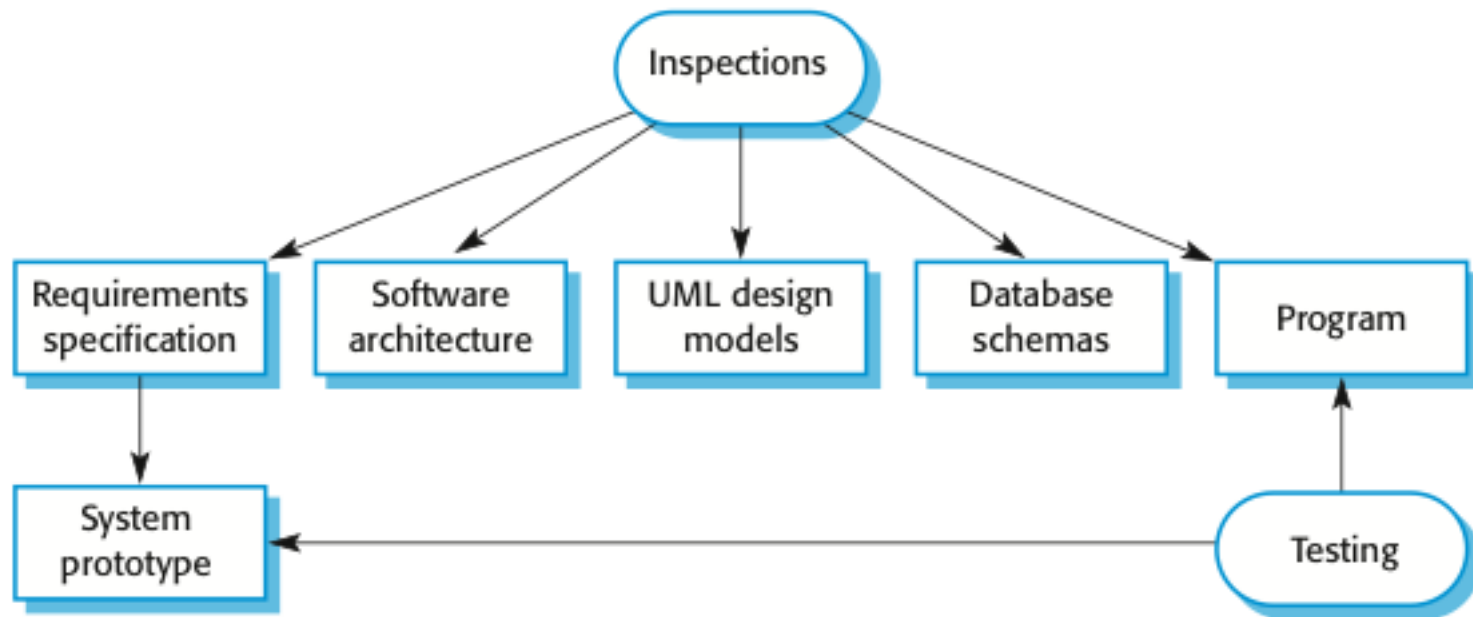 Inspections
Requirements
specification
Software
architecture
UML design
models
Database
schemas
Program
System
prototype
Testing